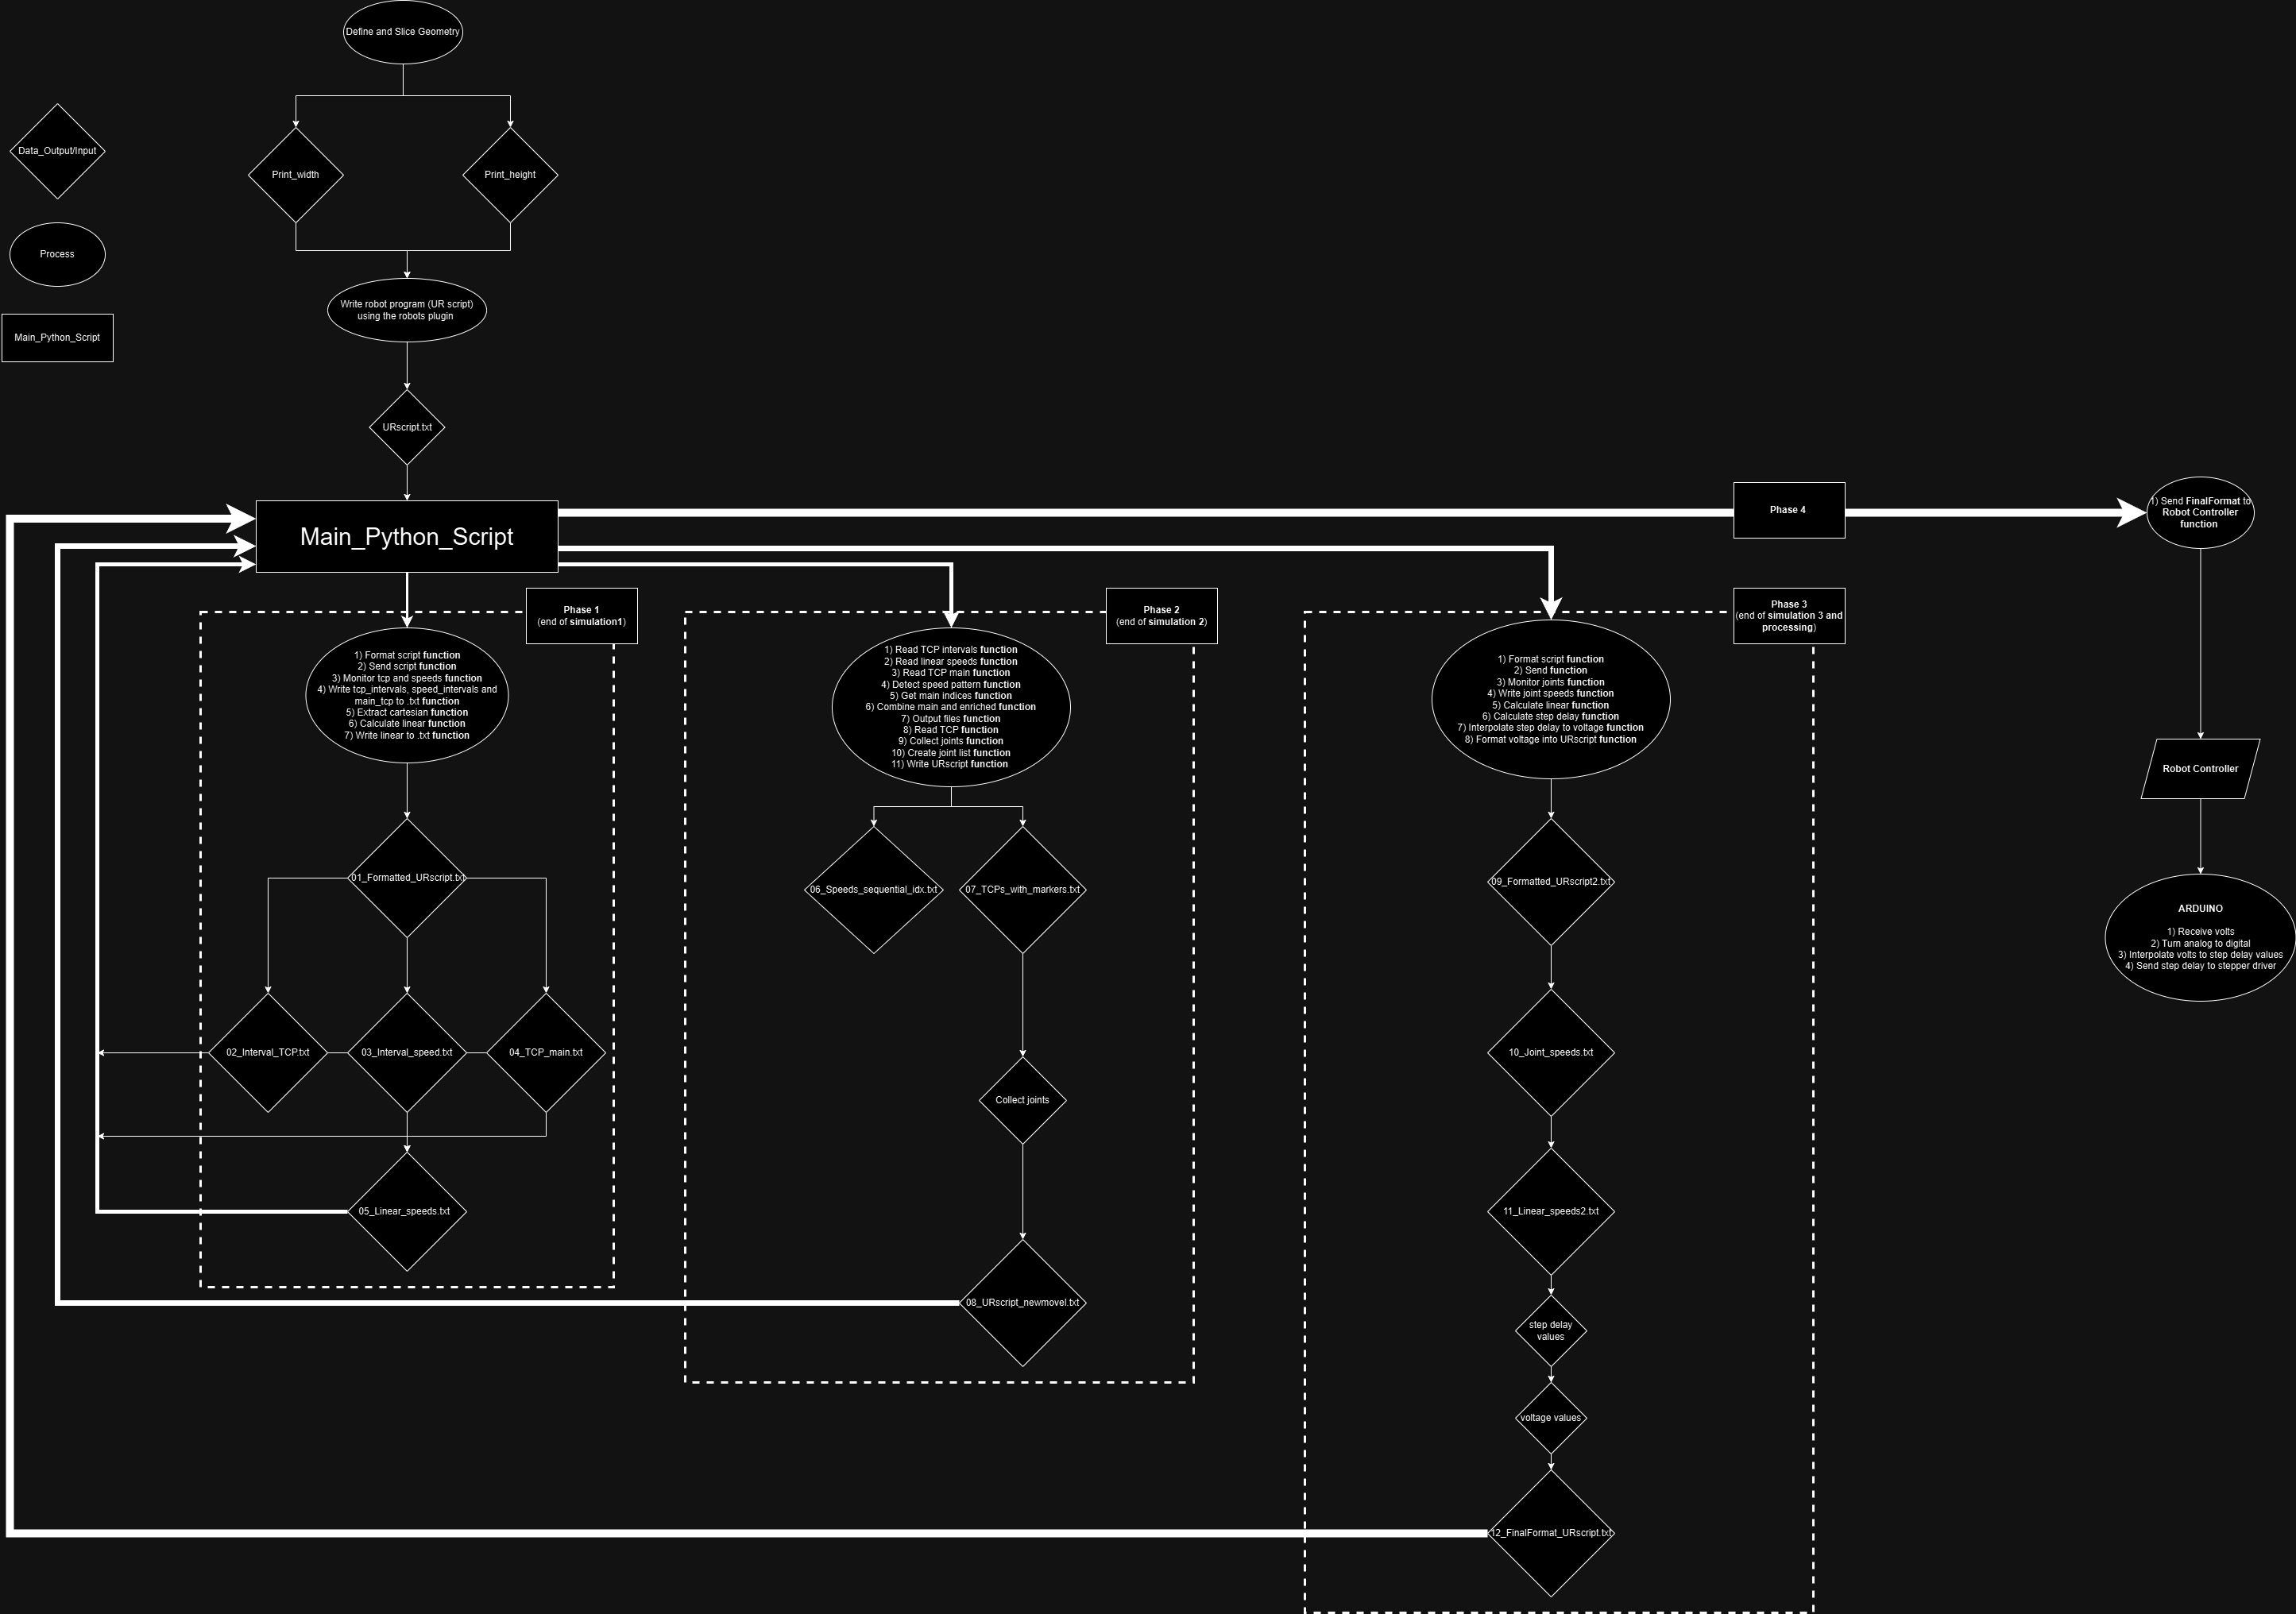 Define and Slice Geometry
Data_Output/Input
Print_width
Print_height
Process
Write robot program (UR script)
using the robots plugin
Main_Python_Script
URscript.txt
Main_Python_Script
Phase 4
1) Send FinalFormat to
Robot Controller
function
Phase 1
(end of simulation1)
1) Format script function
2) Send script function
3) Monitor tcp and speeds function
4) Write tcp_intervals, speed_intervals and
main_tcp to .txt function
5) Extract cartesian function
6) Calculate linear function
7) Write linear to .txt function
01_Formatted_URscript.txt
02_Interval_TCP.txt
03_Interval_speed.txt
04_TCP_main.txt
05_Linear_speeds.txt
Phase 2
(end of simulation 2)
1) Read TCP intervals function
2) Read linear speeds function
3) Read TCP main function
4) Detect speed pattern function
5) Get main indices function
6) Combine main and enriched function
7) Output files function
8) Read TCP function
9) Collect joints function
10) Create joint list function
11) Write URscript function
06_Speeds_sequential_idx.txt
07_TCPs_with_markers.txt
Collect joints
08_URscript_newmovel.txt
Phase 3
(end of simulation 3 and
processing)
1) Format script function
2) Send function
3) Monitor joints function
4) Write joint speeds function
5) Calculate linear function
6) Calculate step delay function
7) Interpolate step delay to voltage function
8) Format voltage into URscript function
09_Formatted_URscript2.txt
10_Joint_speeds.txt
11_Linear_speeds2.txt
step delay
values
voltage values
12_FinalFormat_URscript.txt
Robot Controller
ARDUINO
1) Receive volts
2) Turn analog to digital
3) Interpolate volts to step delay values
4) Send step delay to stepper driver